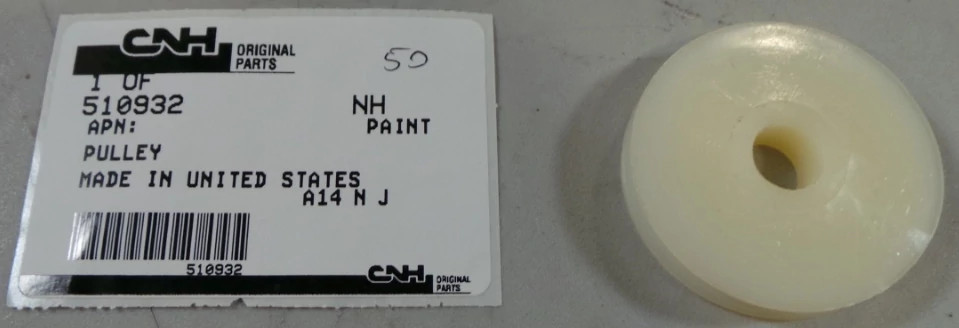 CNH ORIGINAL PARTS
50
1 OF
510932 NH
APN: PAINT
PULLEY
MADE IN UNITED STATES
A14 N J
510932
CNH ORIGINAL PARTS